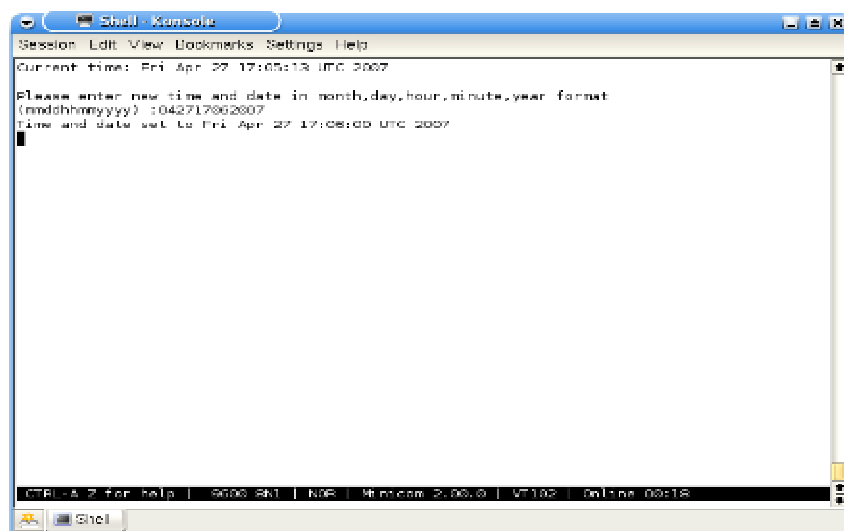 Shell - Konsole
Session Edit View Bookmarks Settings Help
Current time: Fri Apr 27 17:05:13 UTC 2007
Please enter new time and date in month,day,hour,minute,year format
(mmddhhmmyyyy) :042717062007
Time and date set to Fri Apr 27 17:06:00 UTC 2007
CTRL-A Z for help | 9600 8N1 | NOR | Minicom 2.00.0 | VT102 | Online 00:18
Shell